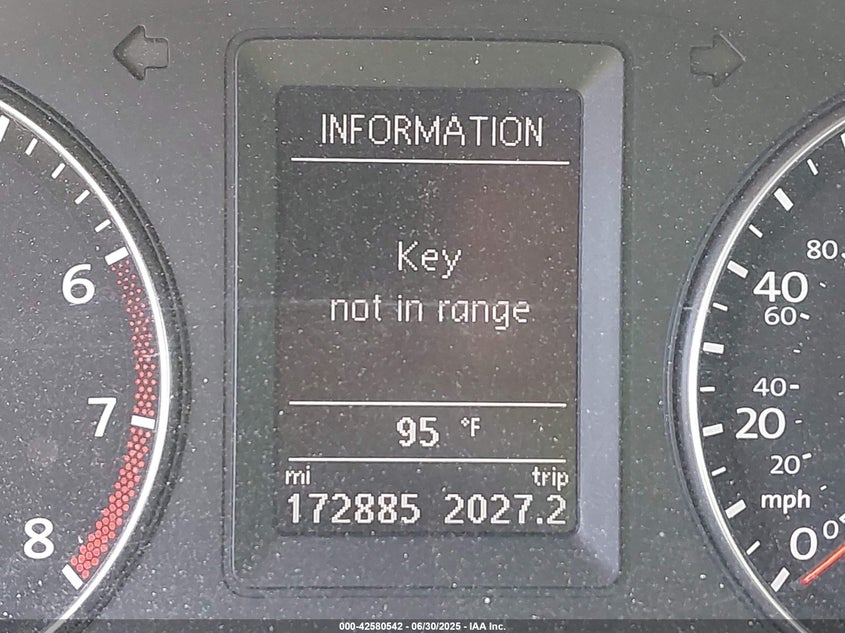 INFORMATION
Key
not in range
95 °F
mi trip
172885 2027.2
6
7
8
80
40
60
40
20
20
mph
0 0
000-42580542 - 06/30/2025 - IAA Inc.